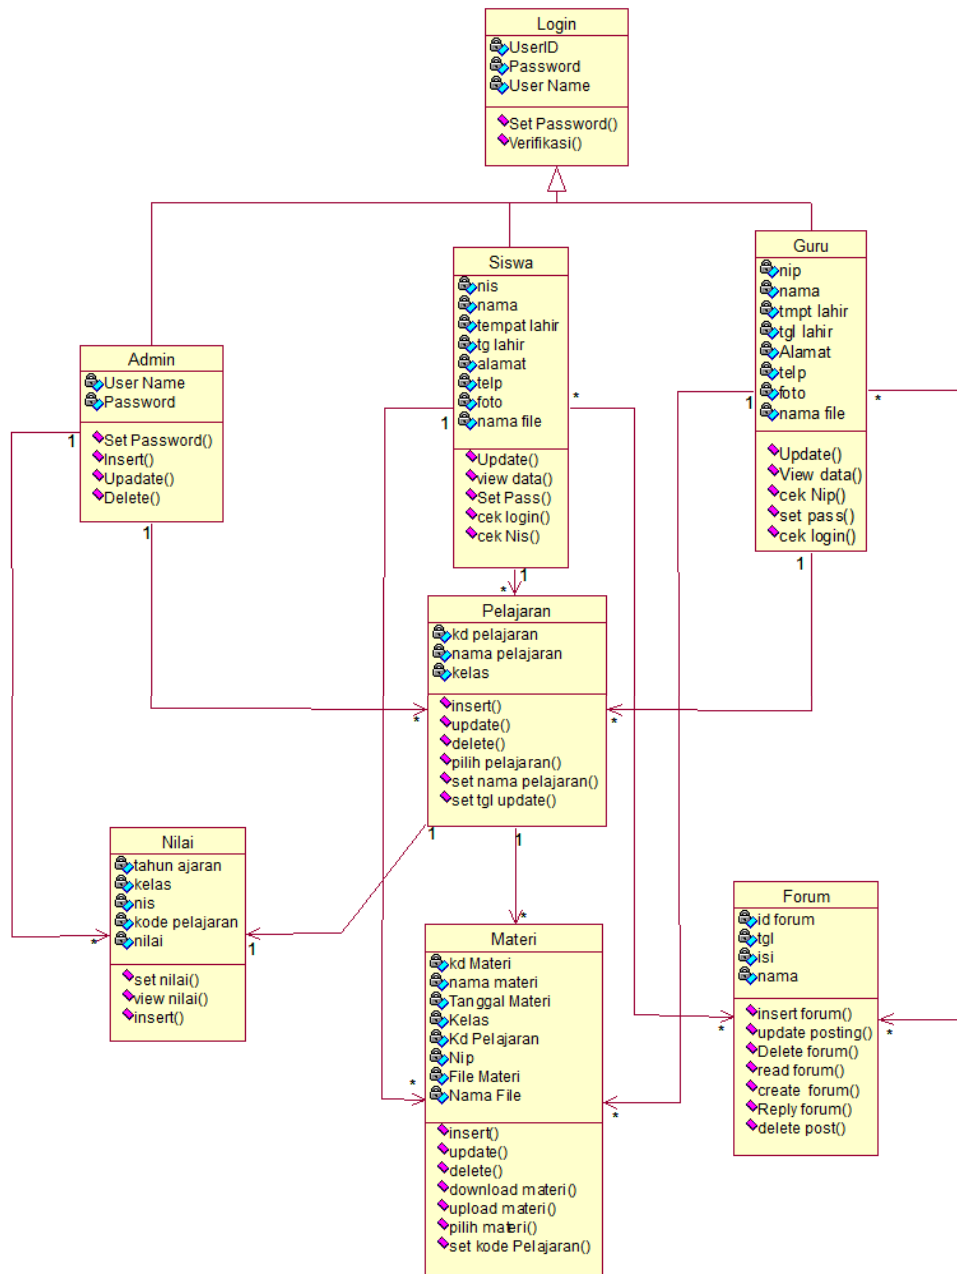 Login
UserID
Password
User Name
Set Password()
Verifikasi()
Siswa
nis
nama
tempat lahir
tg lahir
alamat
telp
foto
nama file
Update()
view data()
Set Pass()
cek login()
cek Nis()
Guru
nip
nama
tmpt lahir
tgl lahir
Alamat
telp
foto
nama file
Update()
View data()
cek Nip()
set pass()
cek login()
Admin
User Name
Password
Set Password()
Insert()
Upadate()
Delete()
1
1
1
*
1
*
1
1
*
Pelajaran
kd pelajaran
nama pelajaran
kelas
insert()
update()
delete()
pilih pelajaran()
set nama pelajaran()
set tgl update()
*
*
1
1
Nilai
tahun ajaran
kelas
nis
kode pelajaran
nilai
set nilai()
view nilai()
insert()
*
1
Materi
kd Materi
nama materi
Tanggal Materi
Kelas
Kd Pelajaran
Nip
File Materi
Nama File
insert()
update()
delete()
download materi()
upload materi()
pilih materi()
set kode Pelajaran()
*
*
*
Forum
id forum
tgl
isi
nama
insert forum()
update posting()
Delete forum()
read forum()
create  forum()
Reply forum()
delete post()
*
*